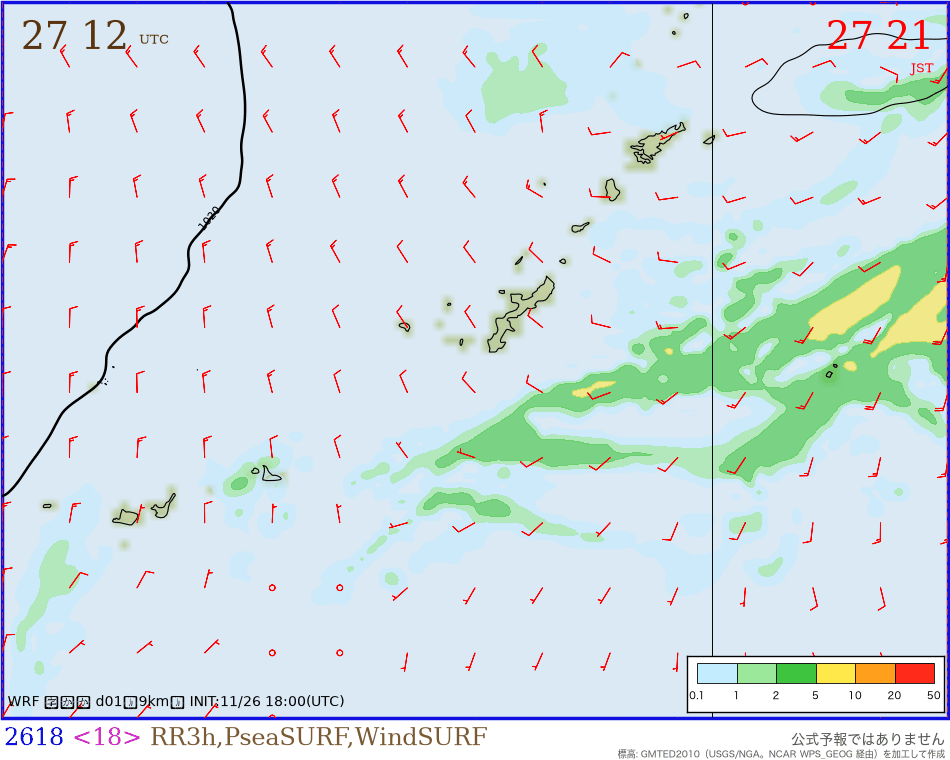 27 12 UTC
27 21
JST
1020
WRF d01 9km INIT:11/26 18:00(UTC)
0.1 1 2 5 10 20 50
2618 <18> RR3h,PseaSURF,WindSURF
公式予報ではありません
標高: GMTED2010（USGS/NGA。NCAR WPS_GEOG 経由）を加工して作成